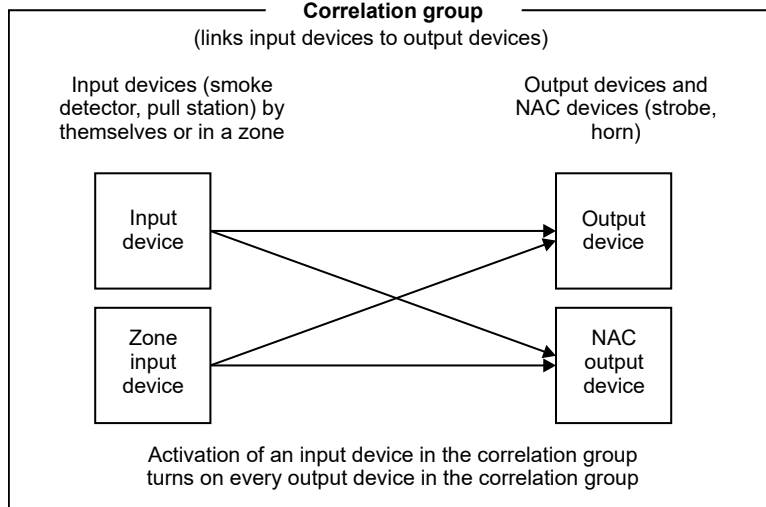 Correlation group
(links input devices to output devices)
Input devices (smoke
detector, pull station) by
themselves or in a zone
Output devices and
NAC devices (strobe,
horn)
Input
device
Output
device
Zone
input
device
NAC
output
device
Activation of an input device in the correlation group
turns on every output device in the correlation group